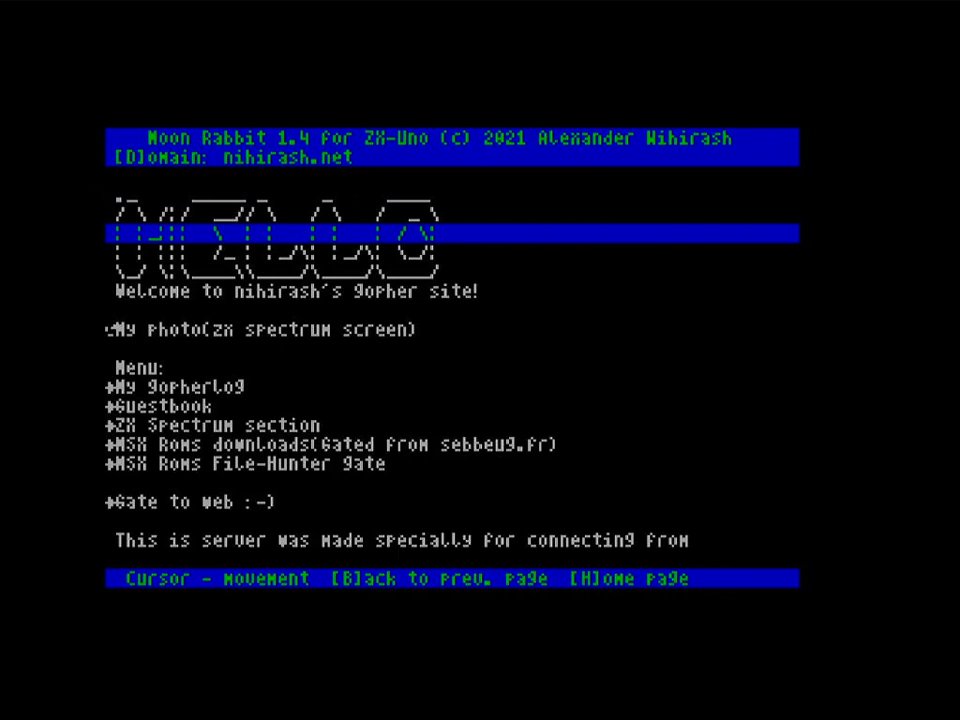 Moon Rabbit 1.4 for ZX-Uno (c) 2021 Alexander Nihirash
[D]omain: nihirash.net
HELLO
Welcome to nihirash's gopher site!
My photo(zx spectrum screen)
Menu:
My gopherlog
Guestbook
ZX Spectrum section
MSX Roms downloads(Gated from sebbeug.fr)
MSX Roms File-Hunter gate
Gate to web :-)
This is server was made specially for connecting from
Cursor - movement [B]ack to prev. page [H]ome page